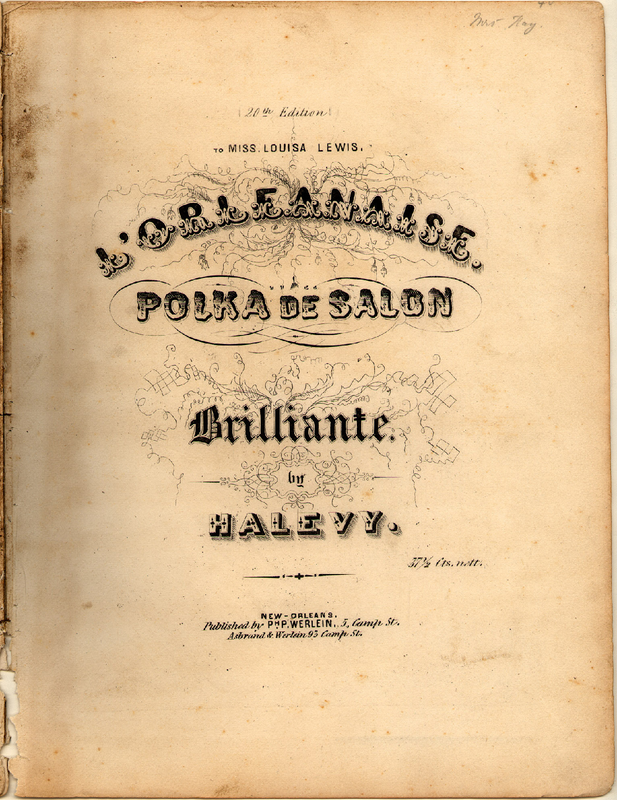 Mrs Hay.
(20th Edition)
TO MISS. LOUISA LEWIS.
L'ORLEANAISE.
POLKA DE SALON
Brilliante.
by
HALEVY.
37½ Cts. nett.
NEW-ORLEANS.
Published by PH. P. WERLEIN. 5, Camp St.
Ashbrand & Werlein 93 Camp St.